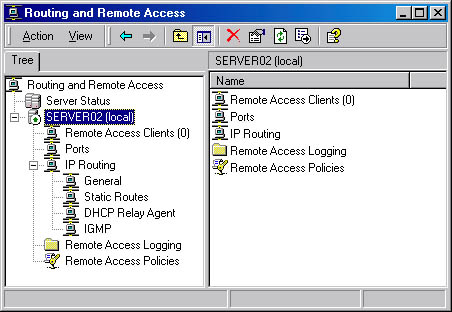 Routing and Remote Access
Action View
Tree
SERVER02 (local)
Routing and Remote Access
Server Status
SERVER02 (local)
Remote Access Clients (0)
Ports
IP Routing
General
Static Routes
DHCP Relay Agent
IGMP
Remote Access Logging
Remote Access Policies
Name
Remote Access Clients (0)
Ports
IP Routing
Remote Access Logging
Remote Access Policies